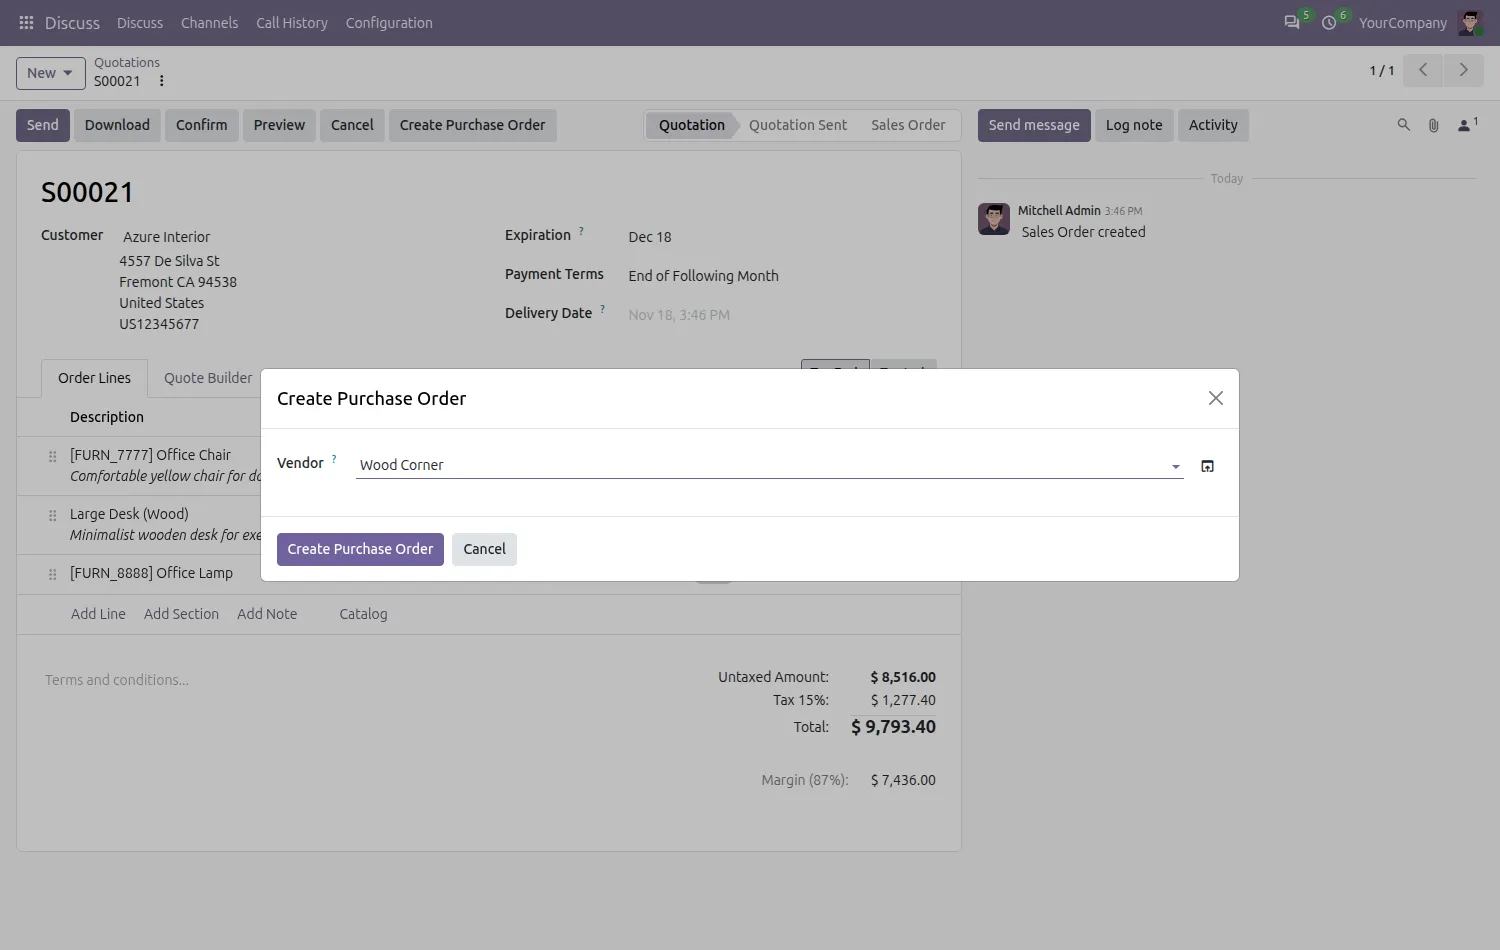 Discuss Discuss Channels Call History Configuration 5 6 YourCompany
New Quotations
S00021
1 / 1
Send Download Confirm Preview Cancel Create Purchase Order Quotation Quotation Sent Sales Order
Send message Log note Activity 1
Today
Mitchell Admin 3:46 PM
Sales Order created
S00021
Customer Azure Interior
4557 De Silva St
Fremont CA 94538
United States
US12345677
Expiration ? Dec 18
Payment Terms End of Following Month
Delivery Date ? Nov 18, 3:46 PM
Order Lines Quote Builder
Description
[FURN_7777] Office Chair
Comfortable yellow chair for
Large Desk (Wood)
Minimalist wooden desk for
[FURN_8888] Office Lamp
Add Line Add Section Add Note Catalog
Create Purchase Order
Vendor ? Wood Corner
Create Purchase Order Cancel
Terms and conditions...
Untaxed Amount: $ 8,516.00
Tax 15%: $ 1,277.40
Total: $ 9,793.40
Margin (87%): $ 7,436.00